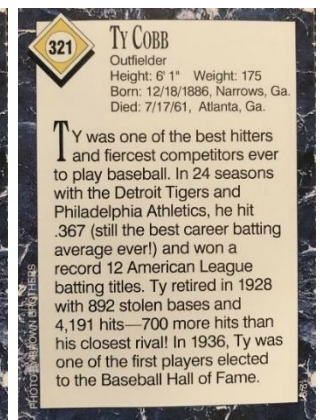 321
TY COBB
Outfielder
Height: 6' 1" Weight: 175
Born: 12/18/1886, Narrows, Ga.
Died: 7/17/61, Atlanta, Ga.
TY was one of the best hitters
and fiercest competitors ever
to play baseball. In 24 seasons
with the Detroit Tigers and
Philadelphia Athletics, he hit
.367 (still the best career batting
average ever!) and won a
record 12 American League
batting titles. Ty retired in 1928
with 892 stolen bases and
4,191 hits—700 more hits than
his closest rival! In 1936, Ty was
one of the first players elected
to the Baseball Hall of Fame.
PHOTO BY BROWN BROTHERS